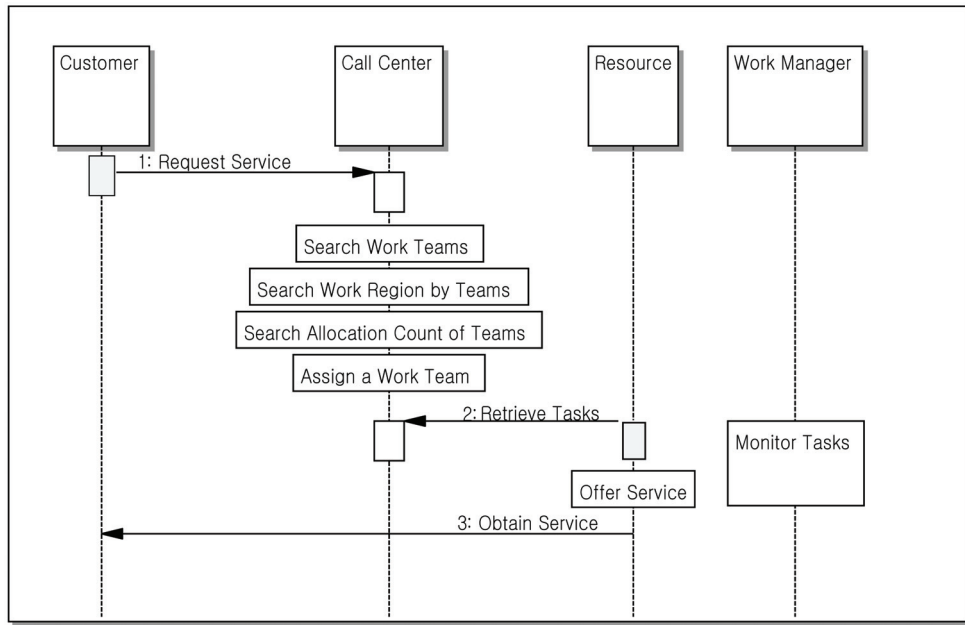 Customer
Call Center
Resource
Work Manager
1: Request Service
Search Work Teams
Search Work Region by Teams
Search Allocation Count of Teams
Assign a Work Team
2: Retrieve Tasks
Monitor Tasks
Offer Service
3: Obtain Service